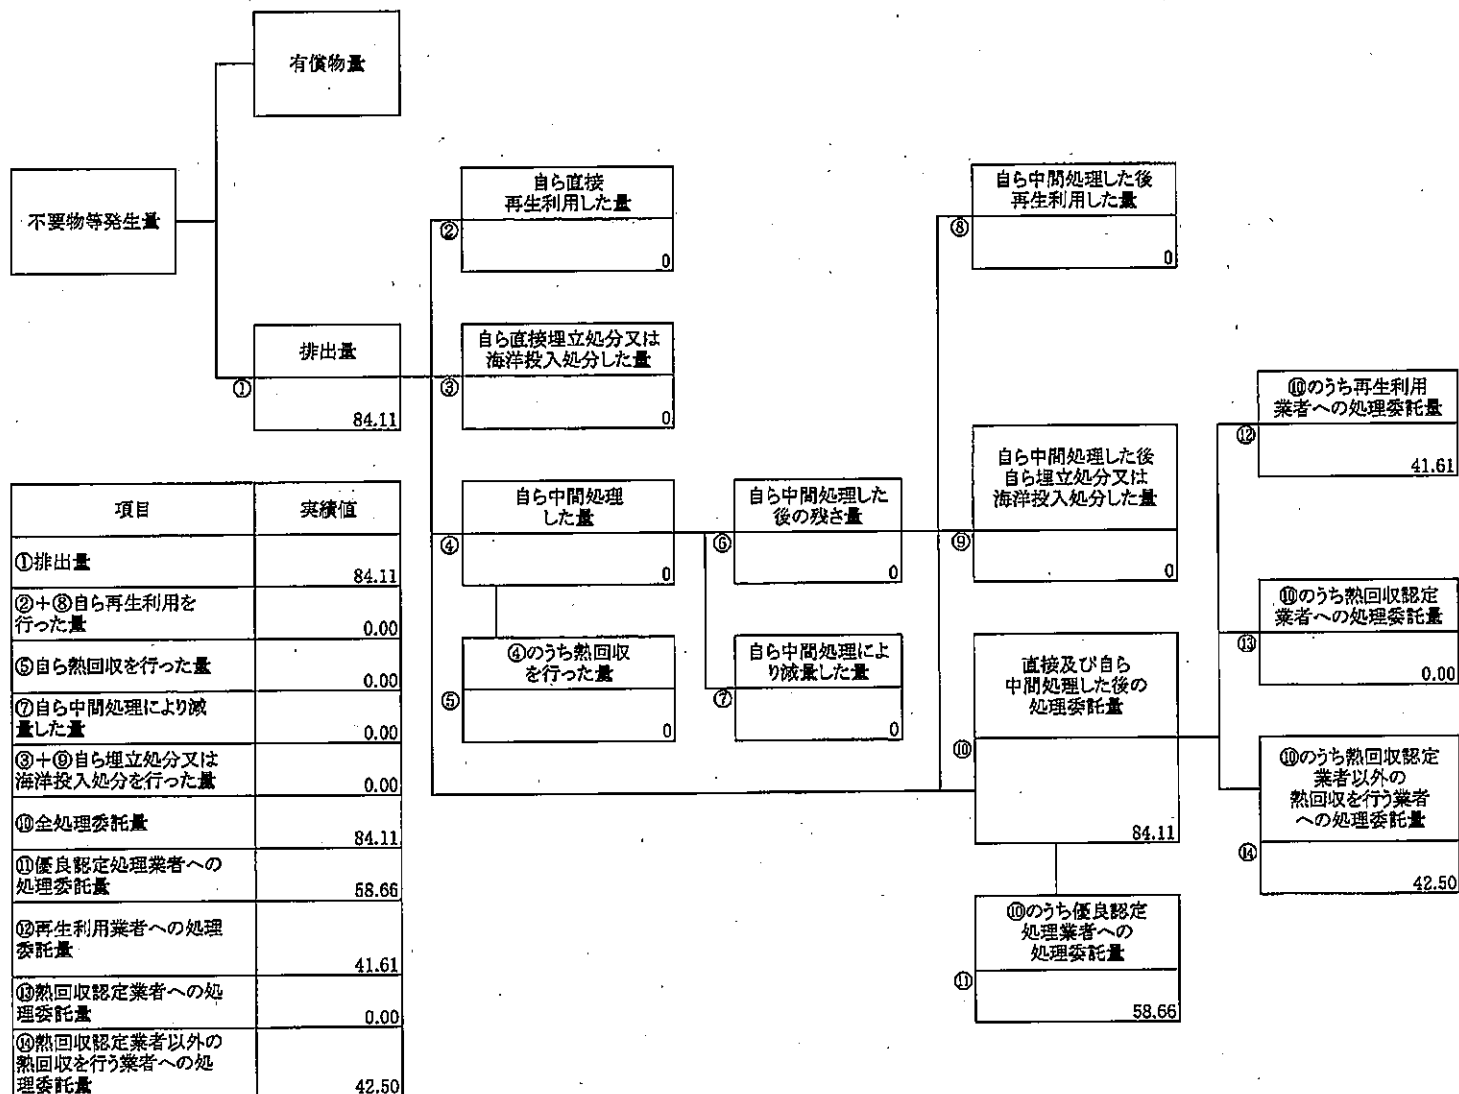 有償物量
不要物等発生量
排出量
①
84.11
自ら直接
再生利用した量
②
0
自ら直接埋立処分又は
海洋投入処分した量
③
0
自ら中間処理
した量
④
0
④のうち熱回収
を行った量
⑤
0
自ら中間処理した
後の残さ量
⑥
0
自ら中間処理によ
り減量した量
⑦
0
自ら中間処理した後
再生利用した量
⑧
0
自ら中間処理した後
自ら埋立処分又は
海洋投入処分した量
⑨
0
直接及び自ら
中間処理した後の
処理委託量
⑩
84.11
⑩のうち優良認定
処理業者への
処理委託量
⑪
58.66
⑩のうち再生利用
業者への処理委託量
⑫
41.61
⑩のうち熱回収認定
業者への処理委託量
⑬
0.00
⑩のうち熱回収認定
業者以外の
熱回収を行う業者
への処理委託量
⑭
42.50
項目 実績値
①排出量
84.11
②+⑧自ら再生利用を
行った量
0.00
⑤自ら熱回収を行った量
0.00
⑦自ら中間処理により減
量した量
0.00
③+⑨自ら埋立処分又は
海洋投入処分を行った量
0.00
⑩全処理委託量
84.11
⑪優良認定処理業者への
処理委託量
58.66
⑫再生利用業者への処理
委託量
41.61
⑬熱回収認定業者への処
理委託量
0.00
⑭熱回収認定業者以外の
熱回収を行う業者への処
理委託量
42.50